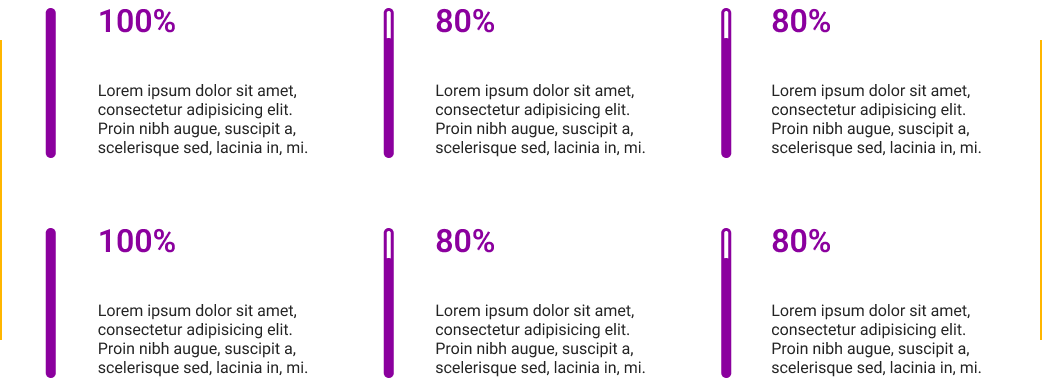 100%
Lorem ipsum dolor sit amet,
consectetur adipisicing elit.
Proin nibh augue, suscipit a,
scelerisque sed, lacinia in, mi.
80%
Lorem ipsum dolor sit amet,
consectetur adipisicing elit.
Proin nibh augue, suscipit a,
scelerisque sed, lacinia in, mi.
80%
Lorem ipsum dolor sit amet,
consectetur adipisicing elit.
Proin nibh augue, suscipit a,
scelerisque sed, lacinia in, mi.
100%
Lorem ipsum dolor sit amet,
consectetur adipisicing elit.
Proin nibh augue, suscipit a,
scelerisque sed, lacinia in, mi.
80%
Lorem ipsum dolor sit amet,
consectetur adipisicing elit.
Proin nibh augue, suscipit a,
scelerisque sed, lacinia in, mi.
80%
Lorem ipsum dolor sit amet,
consectetur adipisicing elit.
Proin nibh augue, suscipit a,
scelerisque sed, lacinia in, mi.